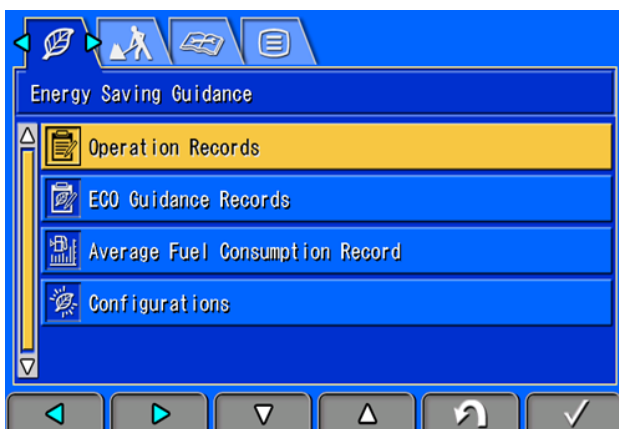 Energy Saving Guidance
Operation Records
ECO Guidance Records
Average Fuel Consumption Record
Configurations